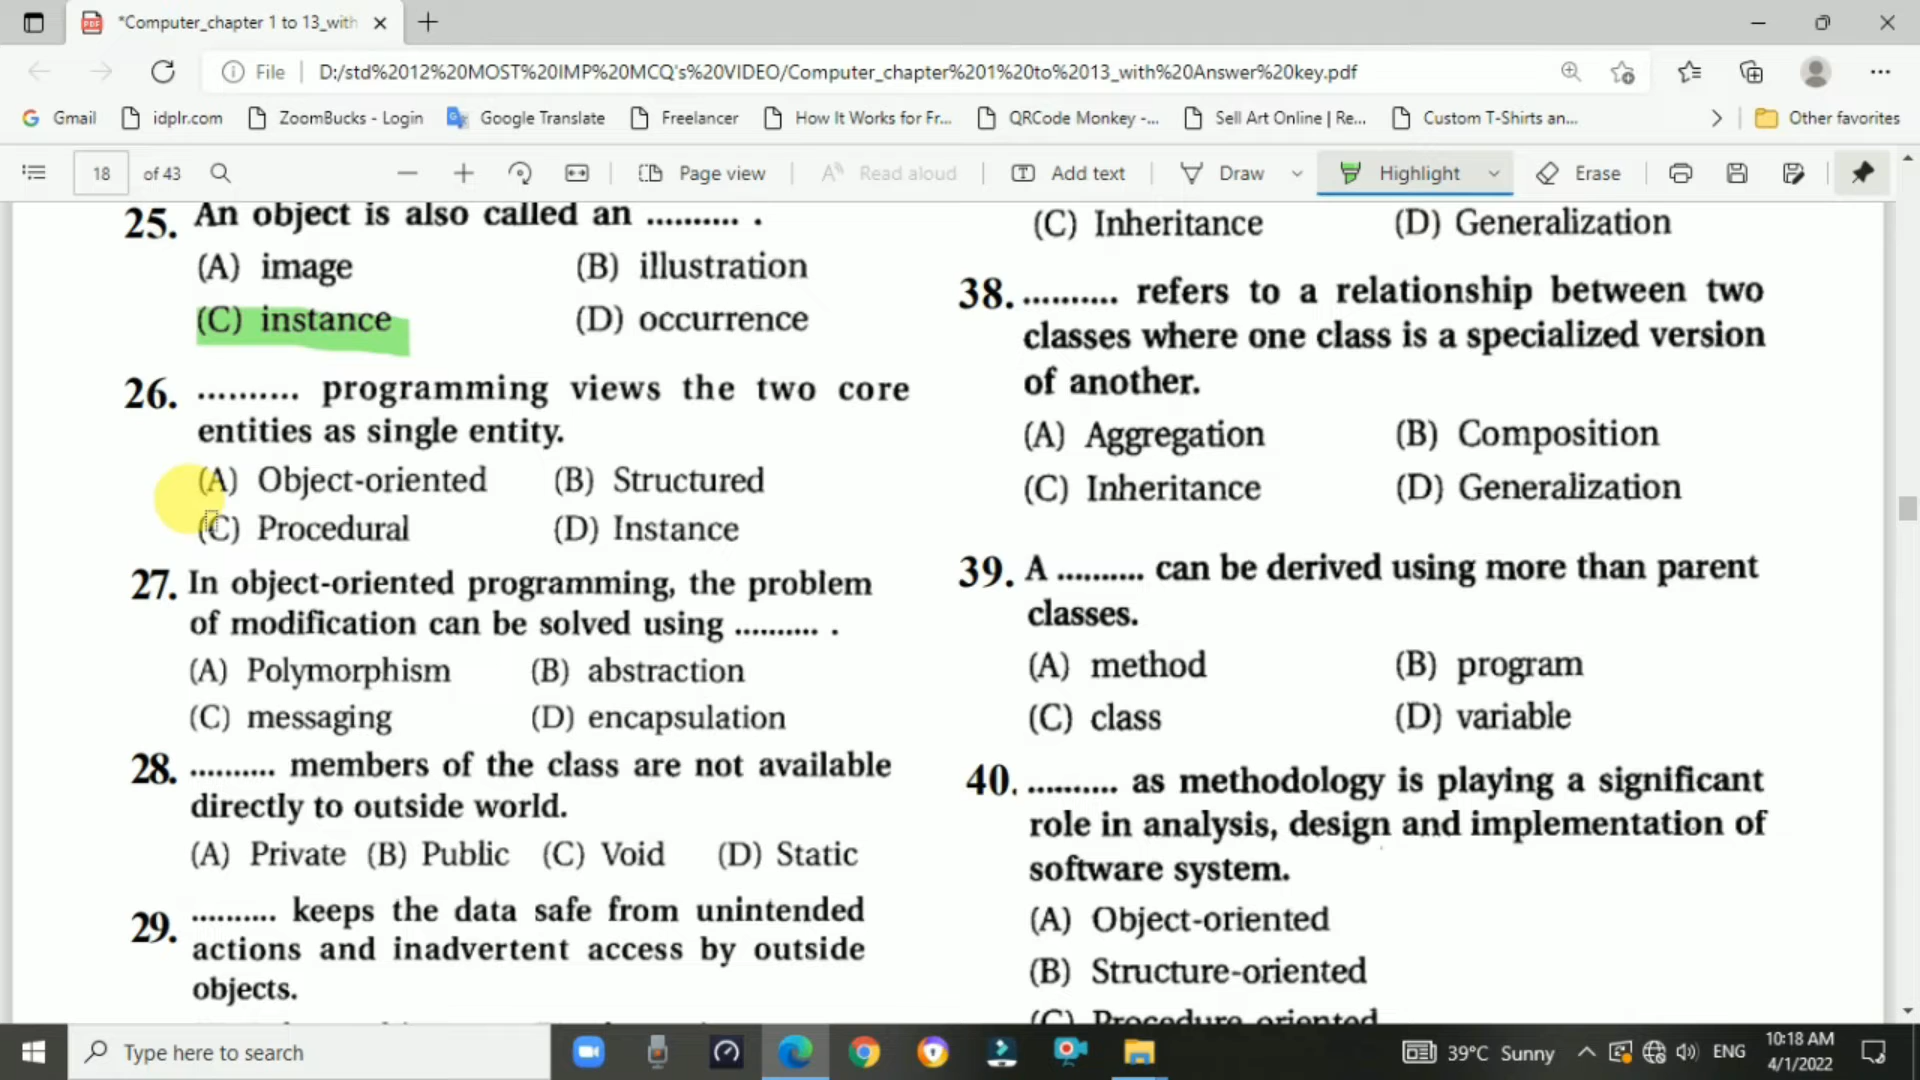 *Computer_chapter 1 to 13_with
File
D:/std%2012%20MOST%20IMP%20MCQ's%20VIDEO/Computer_chapter%201%20to%2013_with%20Answer%20key.pdf
Gmail
idplr.com
ZoomBucks - Login
Google Translate
Freelancer
How It Works for Fr...
QRCode Monkey -...
Sell Art Online | Re...
Custom T-Shirts an...
Other favorites
18 of 43
Page view
Read aloud
Add text
Draw
Highlight
Erase
25. An object is also called an .......... .
(A) image (B) illustration
(C) instance (D) occurrence
26. .......... programming views the two core
entities as single entity.
(A) Object-oriented (B) Structured
(C) Procedural (D) Instance
27. In object-oriented programming, the problem
of modification can be solved using .......... .
(A) Polymorphism (B) abstraction
(C) messaging (D) encapsulation
28. .......... members of the class are not available
directly to outside world.
(A) Private (B) Public (C) Void (D) Static
29. .......... keeps the data safe from unintended
actions and inadvertent access by outside
objects.
(C) Inheritance (D) Generalization
38. .......... refers to a relationship between two
classes where one class is a specialized version
of another.
(A) Aggregation (B) Composition
(C) Inheritance (D) Generalization
39. A .......... can be derived using more than parent
classes.
(A) method (B) program
(C) class (D) variable
40. .......... as methodology is playing a significant
role in analysis, design and implementation of
software system.
(A) Object-oriented
(B) Structure-oriented
(C) Procedure-oriented
Type here to search
39°C Sunny
ENG
10:18 AM
4/1/2022